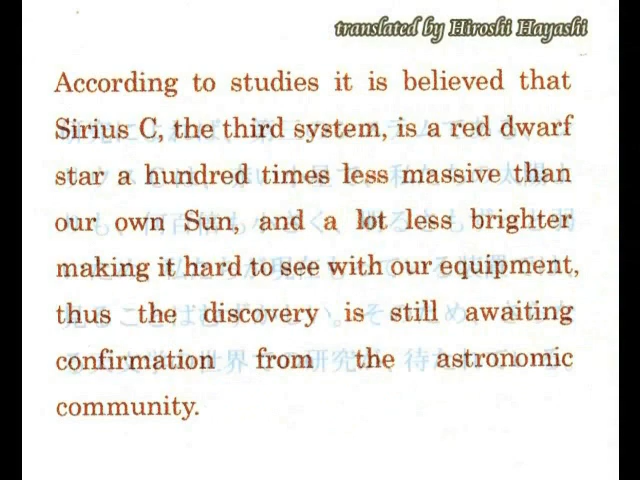 translated by Hiroshi Hayashi
According to studies it is believed that
Sirius C, the third system, is a red dwarf
star a hundred times less massive than
our own Sun, and a lot less brighter
making it hard to see with our equipment,
thus the discovery is still awaiting
confirmation from the astronomic
community.